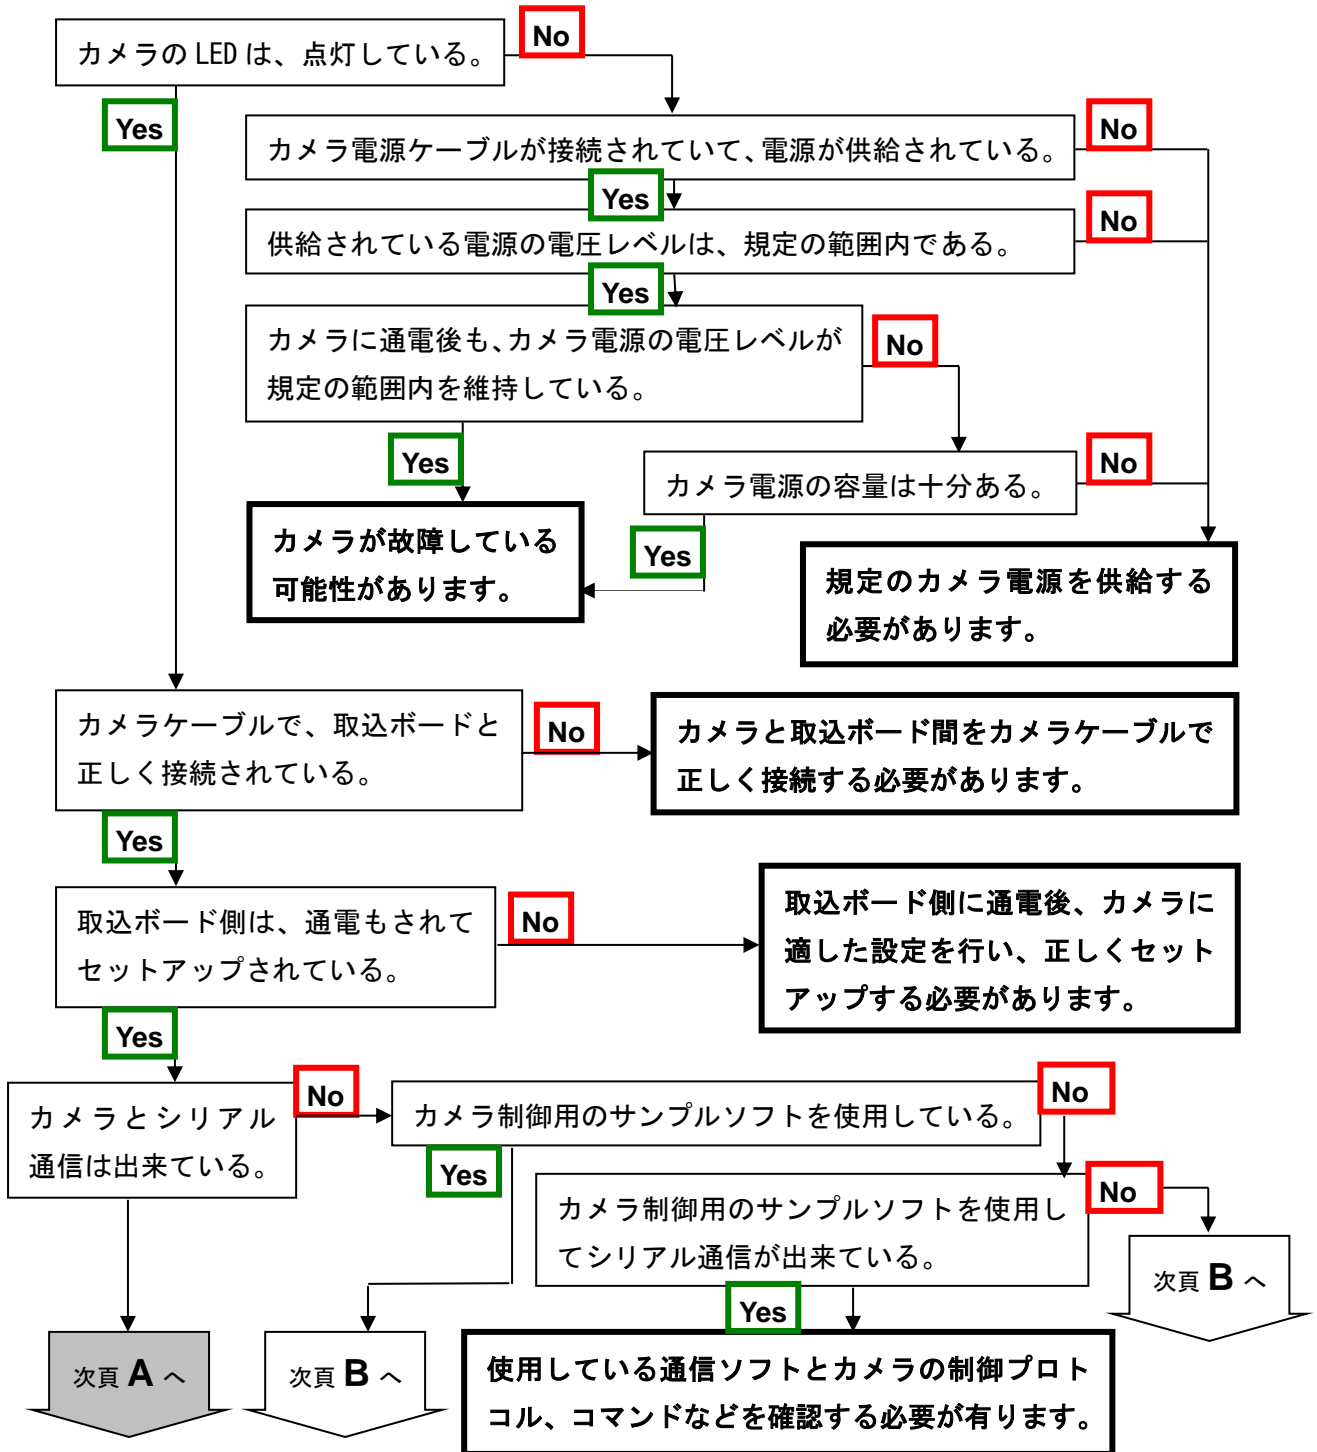 カメラの LED は、点灯している。
No
Yes
カメラ電源ケーブルが接続されていて、電源が供給されている。
No
Yes
供給されている電源の電圧レベルは、規定の範囲内である。
No
Yes
カメラに通電後も、カメラ電源の電圧レベルが
規定の範囲内を維持している。
No
Yes
カメラ電源の容量は十分ある。
No
Yes
カメラが故障している
可能性があります。
規定のカメラ電源を供給する
必要があります。
カメラケーブルで、取込ボードと
正しく接続されている。
No
カメラと取込ボード間をカメラケーブルで
正しく接続する必要があります。
Yes
取込ボード側は、通電もされて
セットアップされている。
No
取込ボード側に通電後、カメラに
適した設定を行い、正しくセット
アップする必要があります。
Yes
カメラとシリアル
通信は出来ている。
No
カメラ制御用のサンプルソフトを使用している。
No
Yes
カメラ制御用のサンプルソフトを使用し
てシリアル通信が出来ている。
No
次頁 B へ
Yes
次頁 A へ
次頁 B へ
使用している通信ソフトとカメラの制御プロト
コル、コマンドなどを確認する必要が有ります。